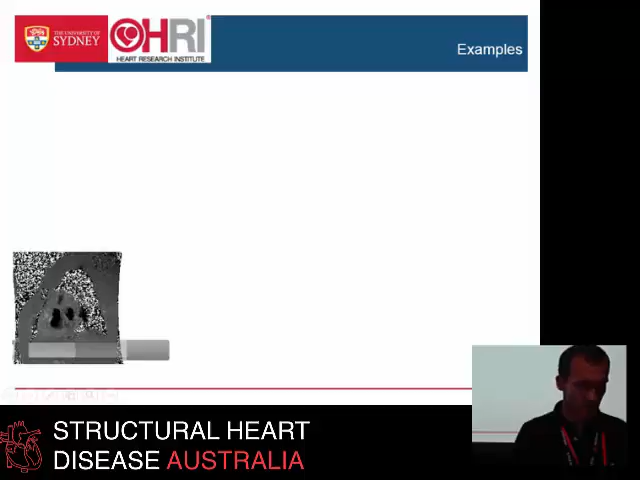 THE UNIVERSITY OF
SYDNEY
HRI
HEART RESEARCH INSTITUTE
Examples
STRUCTURAL HEART
DISEASE AUSTRALIA